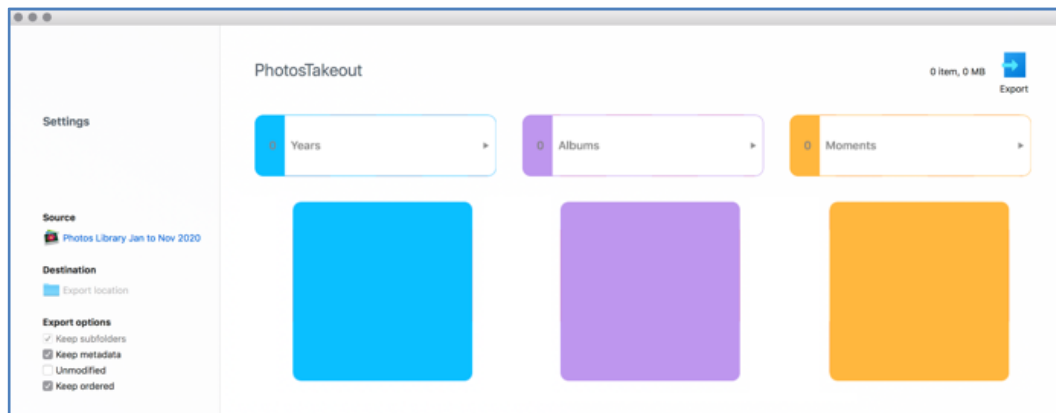 PhotosTakeout
0 item, 0 MB
Export
Settings
0 Years
0 Albums
0 Moments
Source
Photos Library Jan to Nov 2020
Destination
Export location
Export options
Keep subfolders
Keep metadata
Unmodified
Keep ordered